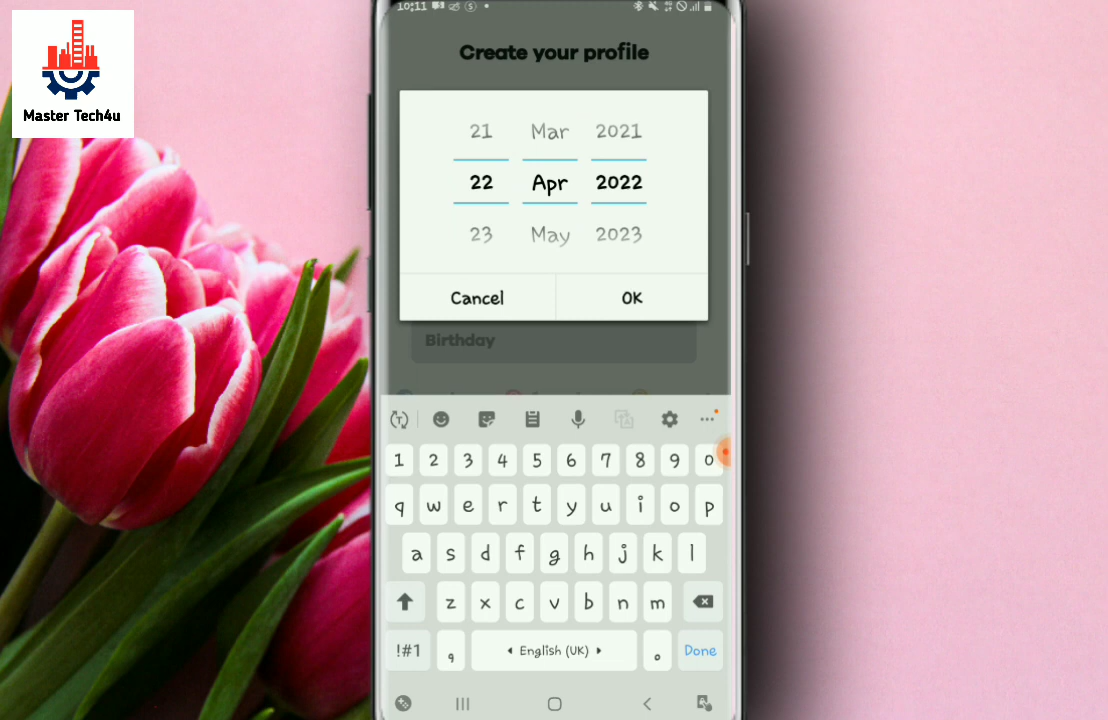 Master Tech4u
10:11
Create your profile
21 Mar 2021
22 Apr 2022
23 May 2023
Cancel OK
Birthday
1 2 3 4 5 6 7 8 9 0
q w e r t y u i o p
a s d f g h j k l
z x c v b n m
!#1 , English (UK) . Done